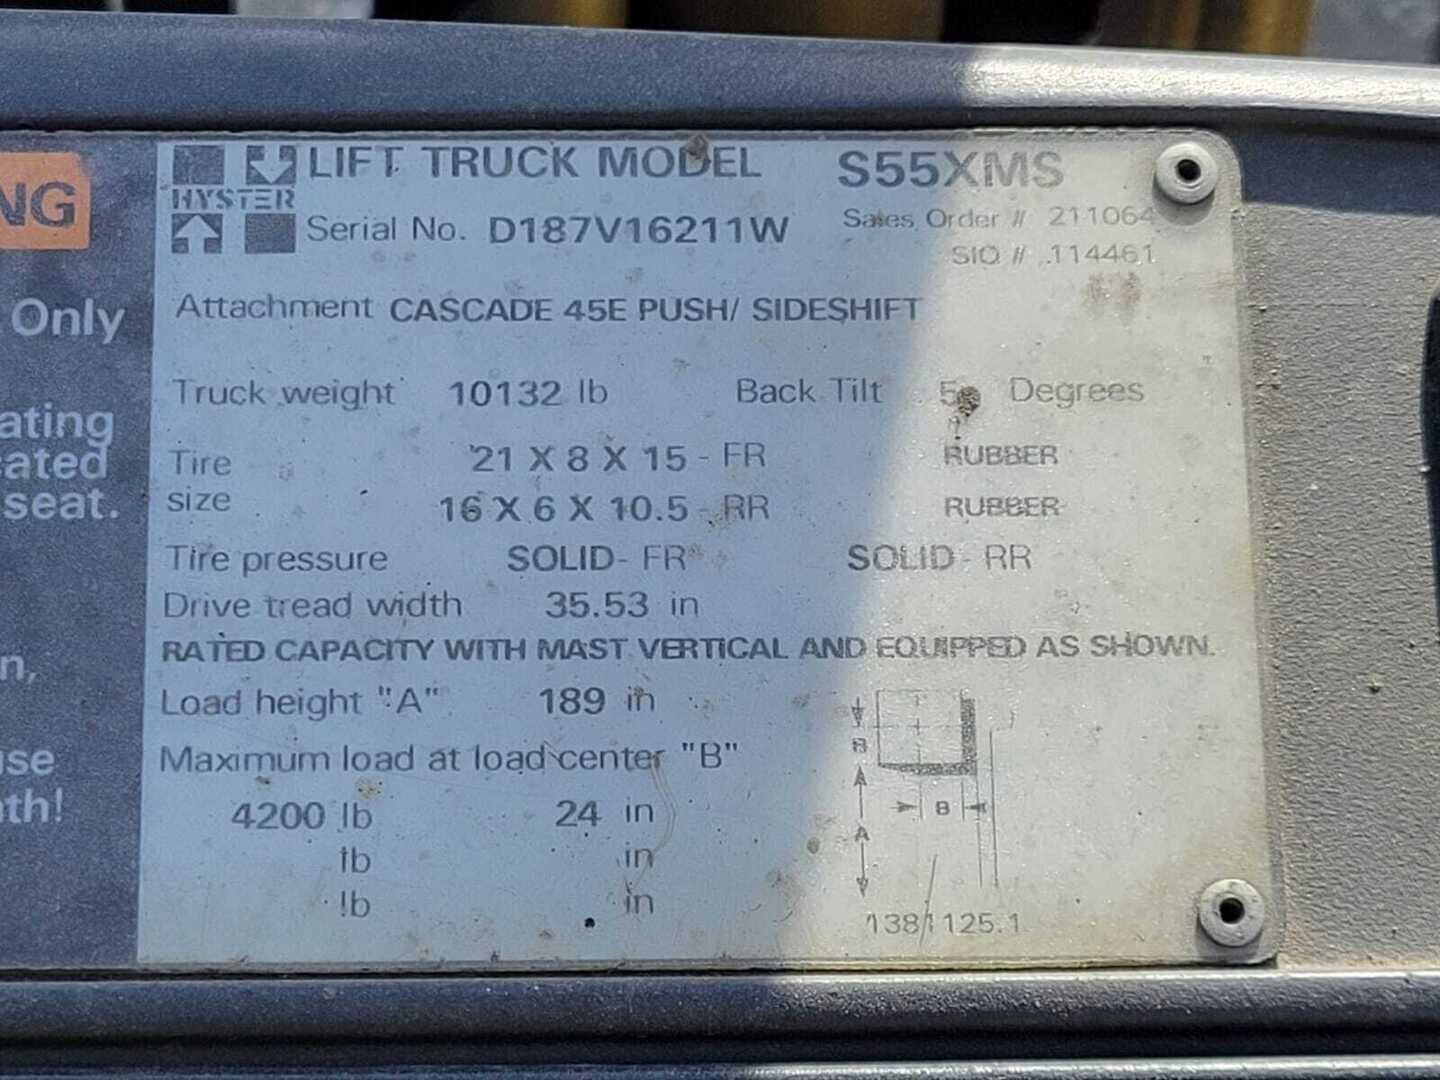 NG
Only
ating
cated
seat.
n,
use
ath!
HYSTER
LIFT TRUCK MODEL S55XMS
Serial No. D187V16211W
Sales Order # 211064
SIO # 114461
Attachment CASCADE 45E PUSH/ SIDESHIFT
Truck weight 10132 lb Back Tilt 5 Degrees
Tire 21 X 8 X 15 - FR RUBBER
size 16 X 6 X 10.5 - RR RUBBER
Tire pressure SOLID - FR SOLID - RR
Drive tread width 35.53 in
RATED CAPACITY WITH MAST VERTICAL AND EQUIPPED AS SHOWN.
Load height "A" 189 in
Maximum load at load center "B"
4200 lb 24 in
lb in
lb in
B
B
A
1381125.1